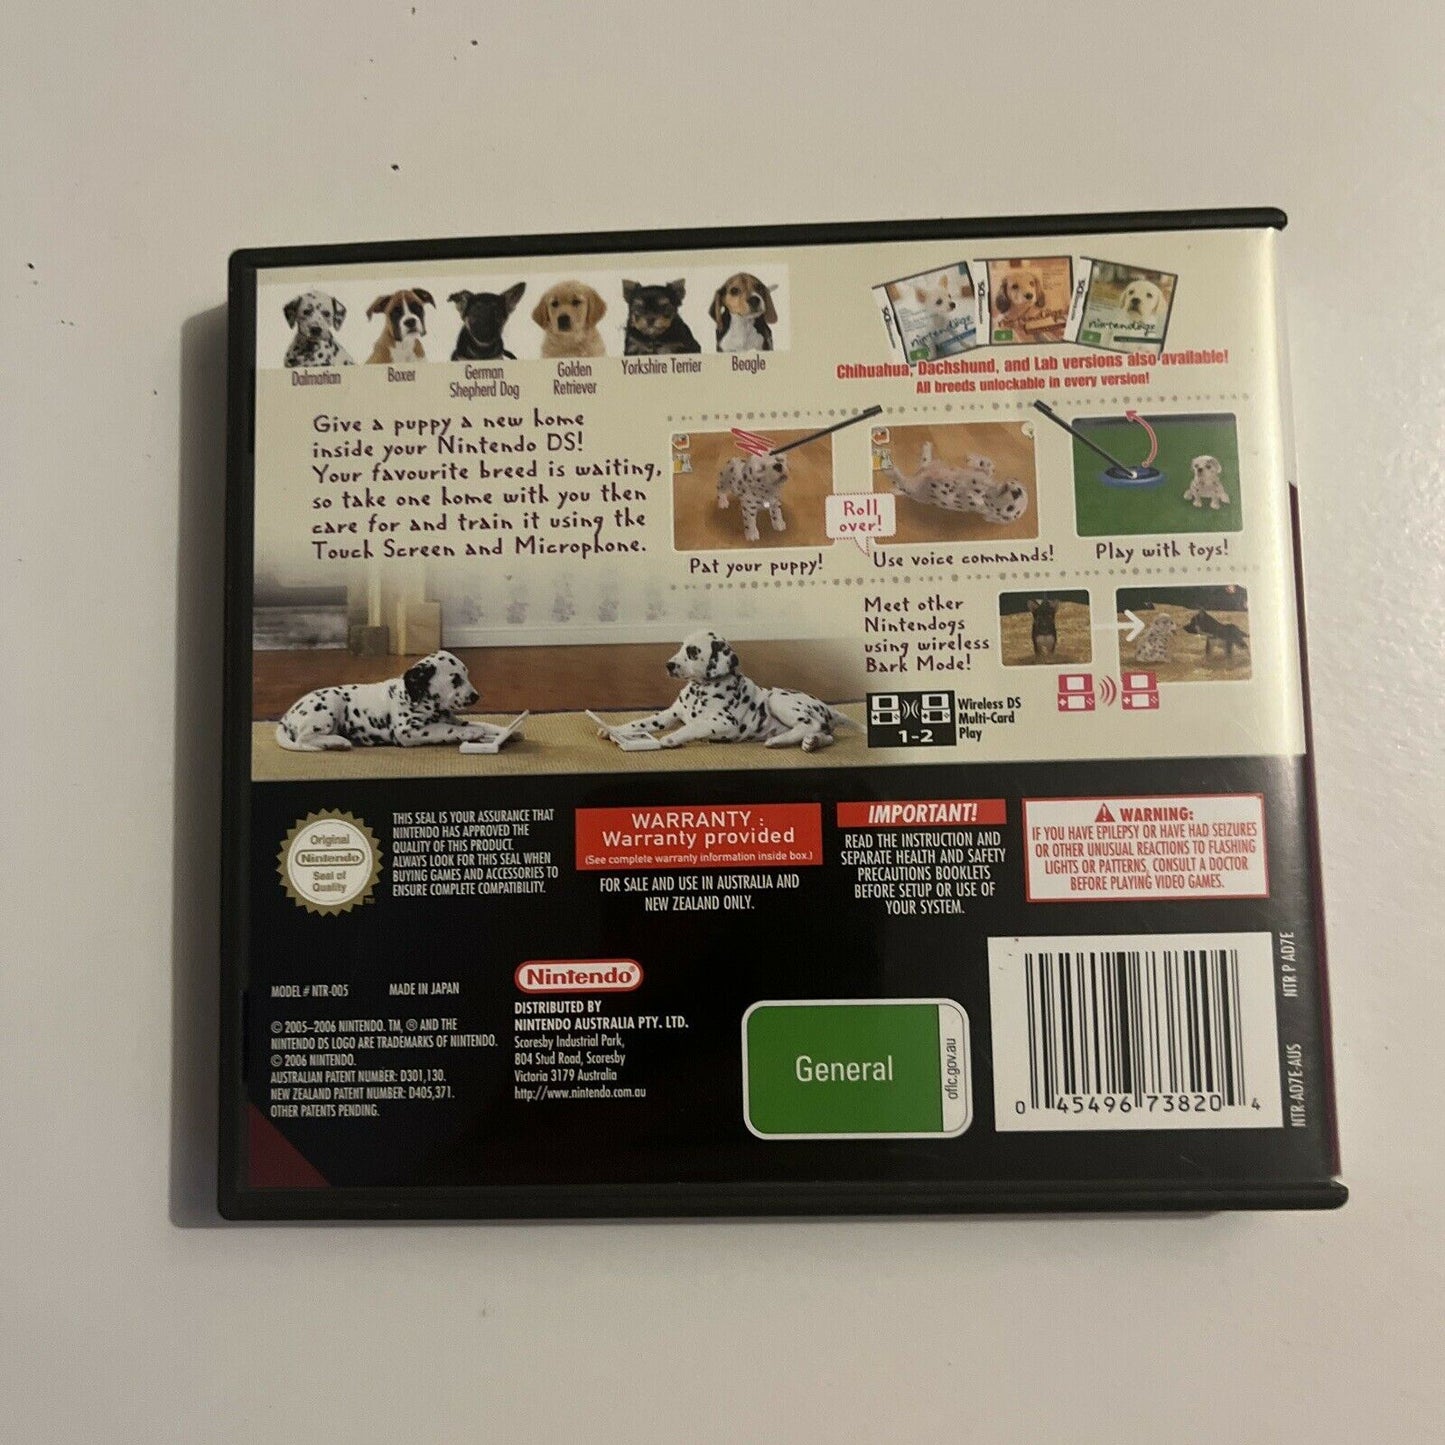 Dalmatian
Boxer
German
Shepherd Dog
Golden
Retriever
Yorkshire Terrier
Beagle
nintendogs
nintendogs
nintendogs
Chihuahua, Dachshund, and Lab versions also available!
All breeds unlockable in every version!
Give a puppy a new home
inside your Nintendo DS!
Your favourite breed is waiting,
so take one home with you then
care for and train it using the
Touch Screen and Microphone.
Pat your puppy!
Roll
over!
Use voice commands!
Play with toys!
Meet other
Nintendogs
using wireless
Bark Mode!
1-2
Wireless DS
Multi-Card
Play
Original
Nintendo
Seal of
Quality
TM
THIS SEAL IS YOUR ASSURANCE THAT
NINTENDO HAS APPROVED THE
QUALITY OF THIS PRODUCT.
ALWAYS LOOK FOR THIS SEAL WHEN
BUYING GAMES AND ACCESSORIES TO
ENSURE COMPLETE COMPATIBILITY.
WARRANTY :
Warranty provided
(See complete warranty information inside box.)
FOR SALE AND USE IN AUSTRALIA AND
NEW ZEALAND ONLY.
IMPORTANT!
READ THE INSTRUCTION AND
SEPARATE HEALTH AND SAFETY
PRECAUTIONS BOOKLETS
BEFORE SETUP OR USE OF
YOUR SYSTEM.
WARNING:
IF YOU HAVE EPILEPSY OR HAVE HAD SEIZURES
OR OTHER UNUSUAL REACTIONS TO FLASHING
LIGHTS OR PATTERNS, CONSULT A DOCTOR
BEFORE PLAYING VIDEO GAMES.
MODEL # NTR-005 MADE IN JAPAN
© 2005–2006 NINTENDO. TM, ® AND THE
NINTENDO DS LOGO ARE TRADEMARKS OF NINTENDO.
© 2006 NINTENDO.
AUSTRALIAN PATENT NUMBER: D301,130.
NEW ZEALAND PATENT NUMBER: D405,371.
OTHER PATENTS PENDING.
Nintendo®
DISTRIBUTED BY
NINTENDO AUSTRALIA PTY. LTD.
Scoresby Industrial Park,
804 Stud Road, Scoresby
Victoria 3179 Australia
http://www.nintendo.com.au
General
oflc.gov.au
0 45496 73820 4
NTR P AD7E
NTR-AD7E-AUS